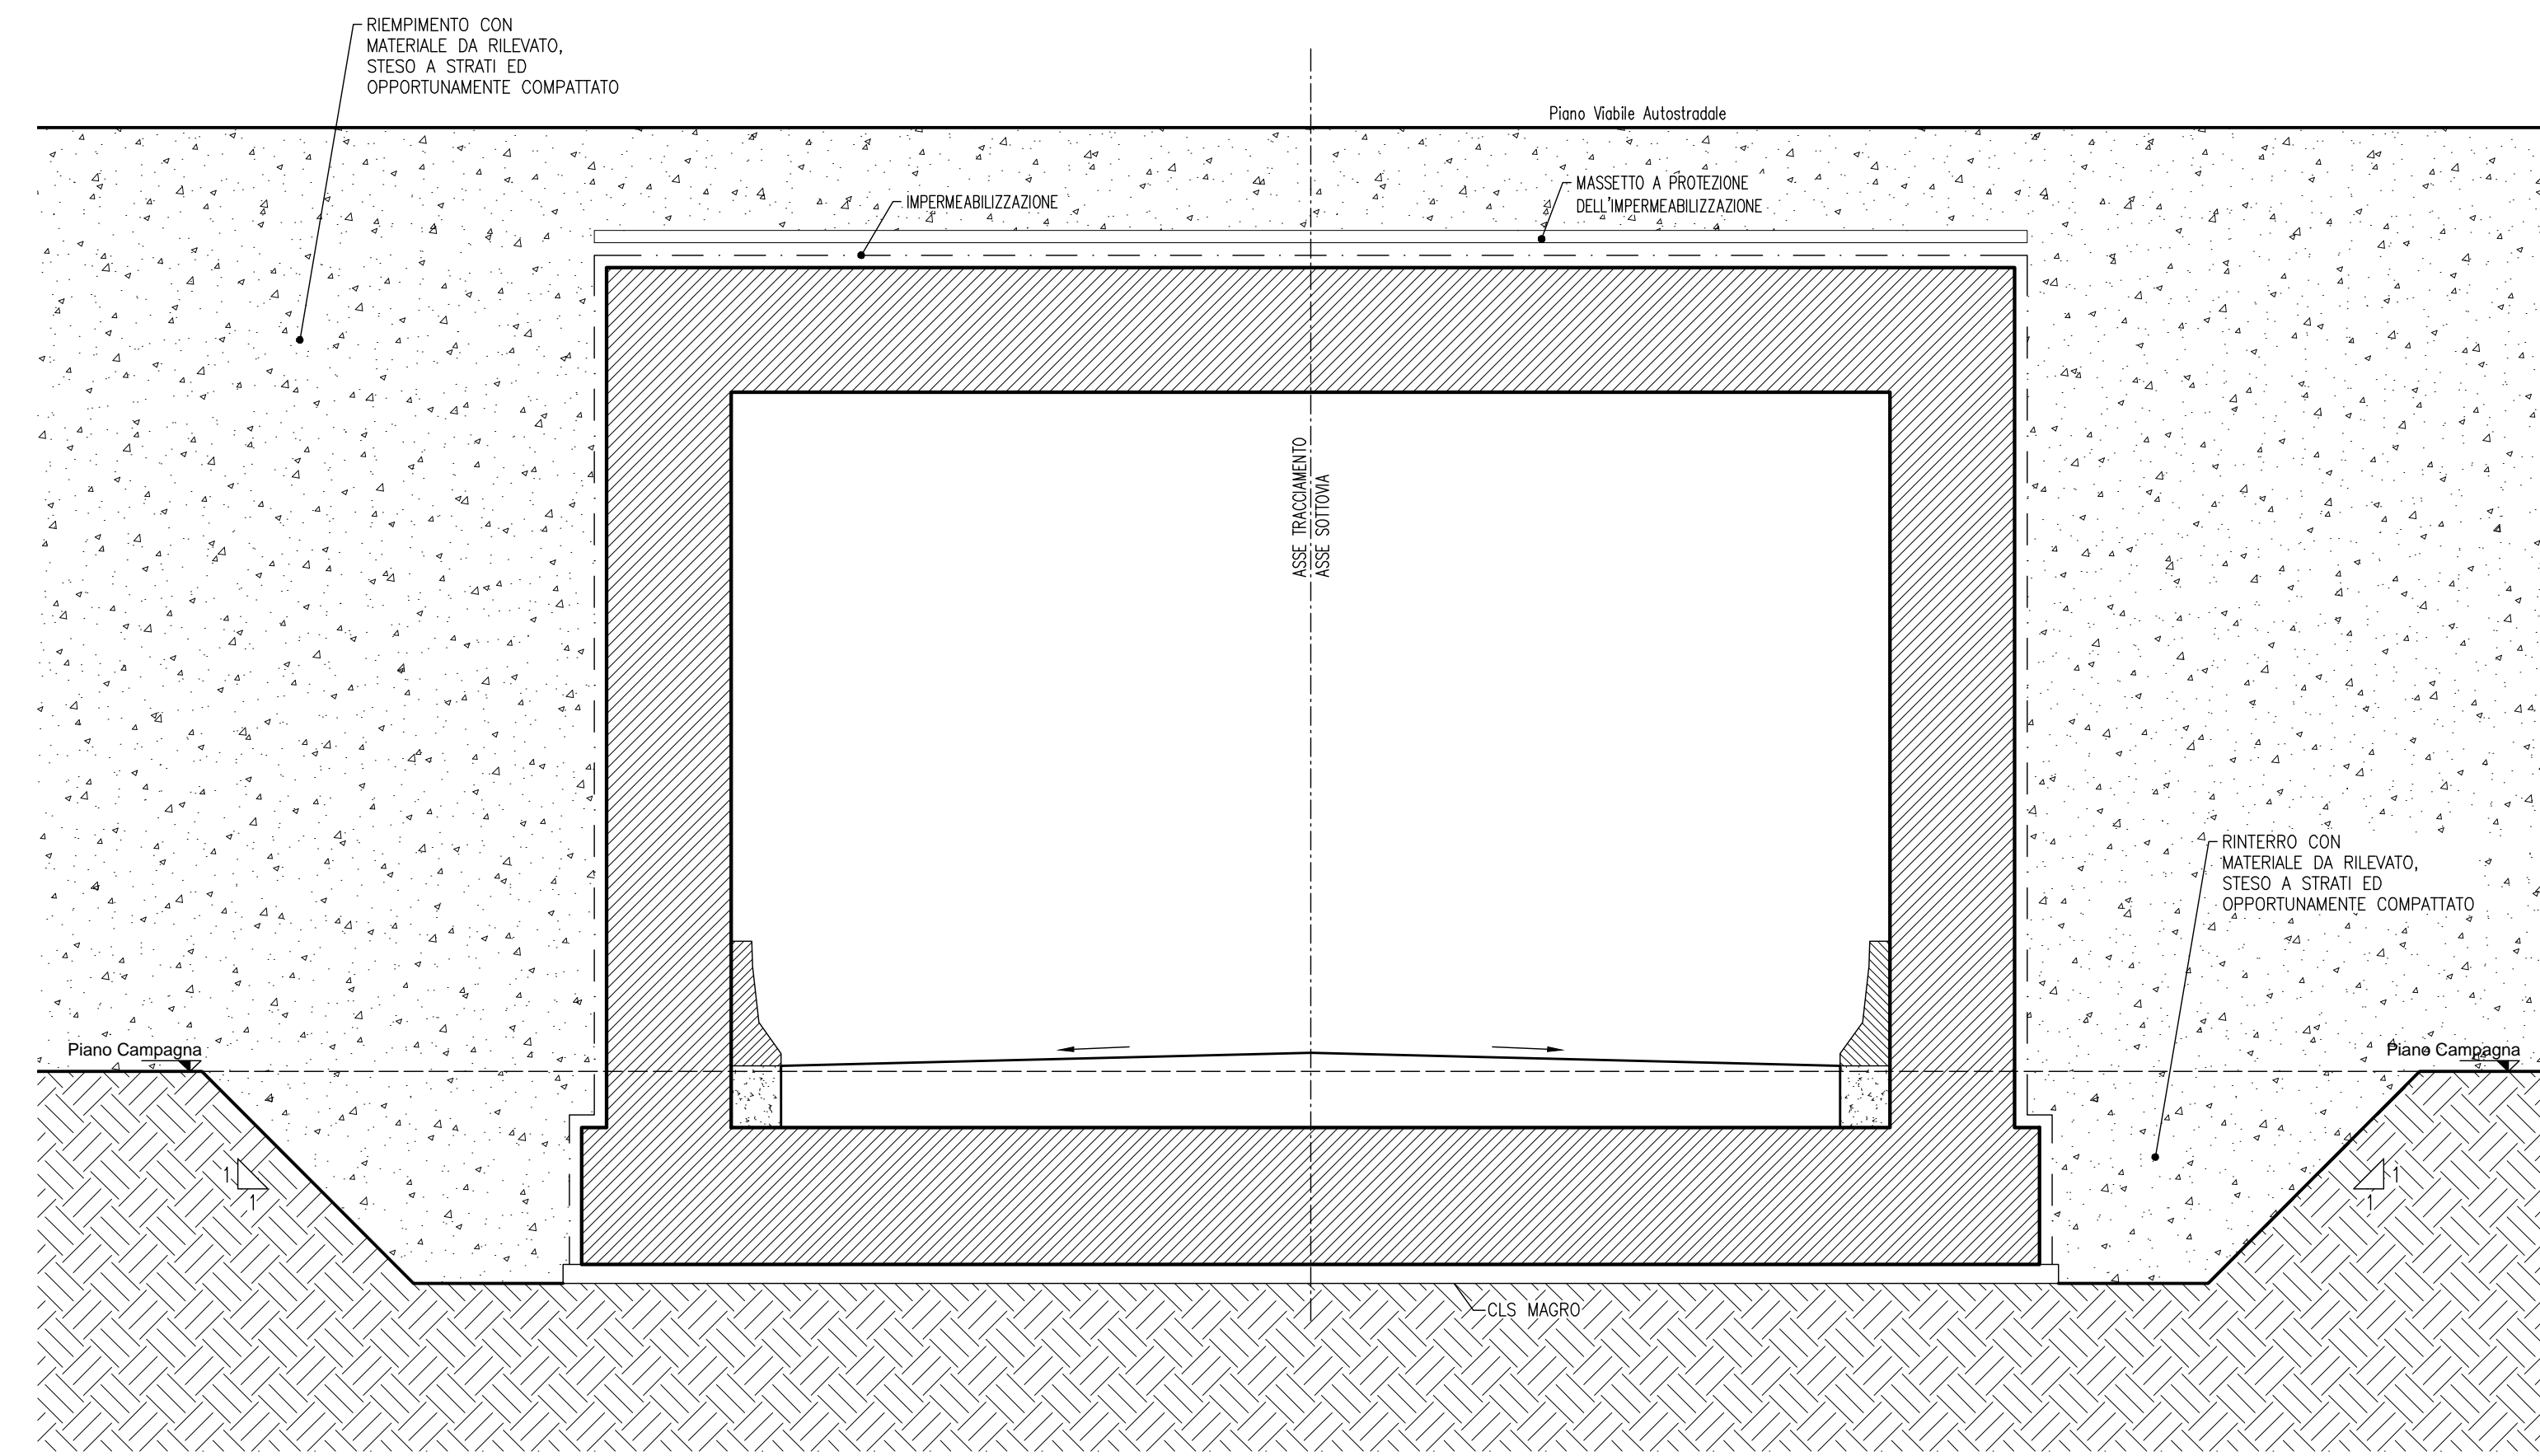 RIEMPIMENTO CON
MATERIALE DA RILEVATO,
STESO A STRATI ED
OPPORTUNAMENTE COMPATTATO
Piano Viabile Autostradale
MASSETTO A PROTEZIONE
DELL'IMPERMEABILIZZAZIONE
IMPERMEABILIZZAZIONE
ASSE TRACCIAMENTO
ASSE SOTTOVIA
RINTERRO CON
MATERIALE DA RILEVATO,
STESO A STRATI ED
OPPORTUNAMENTE COMPATTATO
Piano Campagna
Piano Campagna
1
1
1
1
CLS MAGRO